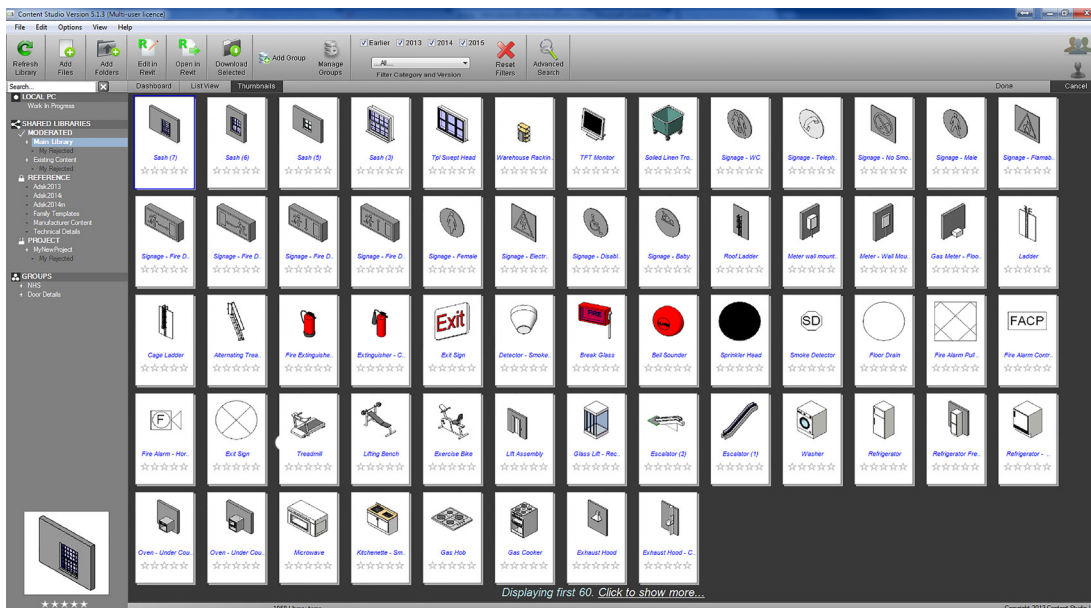 Content Studio Version 5.1.3 (Multi-user licence)
File Edit Options View Help
Refresh Library
Add Files
Add Folders
Edit in Revit
Open in Revit
Download Selected
Add Group
Manage Groups
Earlier 2013 2014 2015
...All...
Filter Category and Version
Reset Filters
Advanced Search
Search...
Dashboard List View Thumbnails Done Cancel
LOCAL PC
Work In Progress
SHARED LIBRARIES
MODERATED
Main Library
My Rejected
Existing Content
My Rejected
REFERENCE
Adsk2013
Adsk2014i
Adsk2014m
Family Templates
Manufacturer Content
Technical Details
PROJECT
MyNewProject
My Rejected
GROUPS
NHS
Door Details
Sash (7) Sash (6) Sash (5) Sash (3) Tpl Swept Head Warehouse Rackin.. TFT Monitor Soiled Linen Tro.. Signage - WC Signage - Teleph.. Signage - No Smo.. Signage - Male Signage - Flamab..
Signage - Fire D.. Signage - Fire D.. Signage - Fire D.. Signage - Fire D.. Signage - Female Signage - Electr.. Signage - Disabl.. Signage - Baby Roof Ladder Meter wall mount.. Meter - Wall Mou.. Gas Meter - Floo.. Ladder
Exit
FIRE
SD
FACP
Cage Ladder Alternating Trea.. Fire Extinguishe.. Extinguisher - C.. Exit Sign Detector - Smoke.. Break Glass Bell Sounder Sprinkler Head Smoke Detector Floor Drain Fire Alarm Pull.. Fire Alarm Contr..
F
Fire Alarm - Hor.. Exit Sign Treadmill Lifting Bench Exercise Bike Lift Assembly Glass Lift - Rec.. Escalator (2) Escalator (1) Washer Refrigerator Refrigerator Fre.. Refrigerator - ..
Oven - Under Cou.. Oven - Under Cou.. Microwave Kitchenette - Sm.. Gas Hob Gas Cooker Exhaust Hood Exhaust Hood - C..
Displaying first 60. Click to show more...